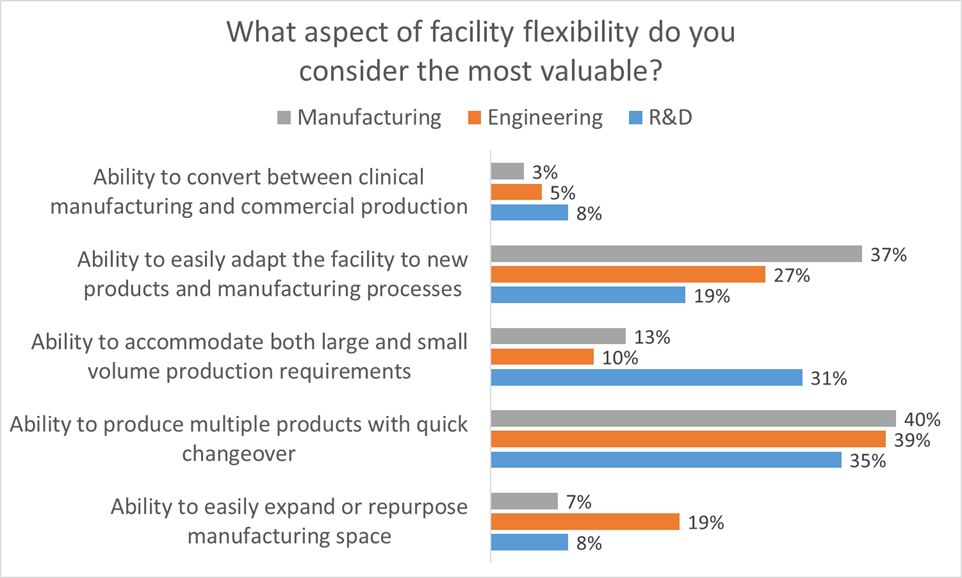 What aspect of facility flexibility do you
consider the most valuable?
Manufacturing Engineering R&D
Ability to convert between clinical
manufacturing and commercial production
3%
5%
8%
Ability to easily adapt the facility to new
products and manufacturing processes
37%
27%
19%
Ability to accommodate both large and small
volume production requirements
13%
10%
31%
Ability to produce multiple products with quick
changeover
40%
39%
35%
Ability to easily expand or repurpose
manufacturing space
7%
19%
8%